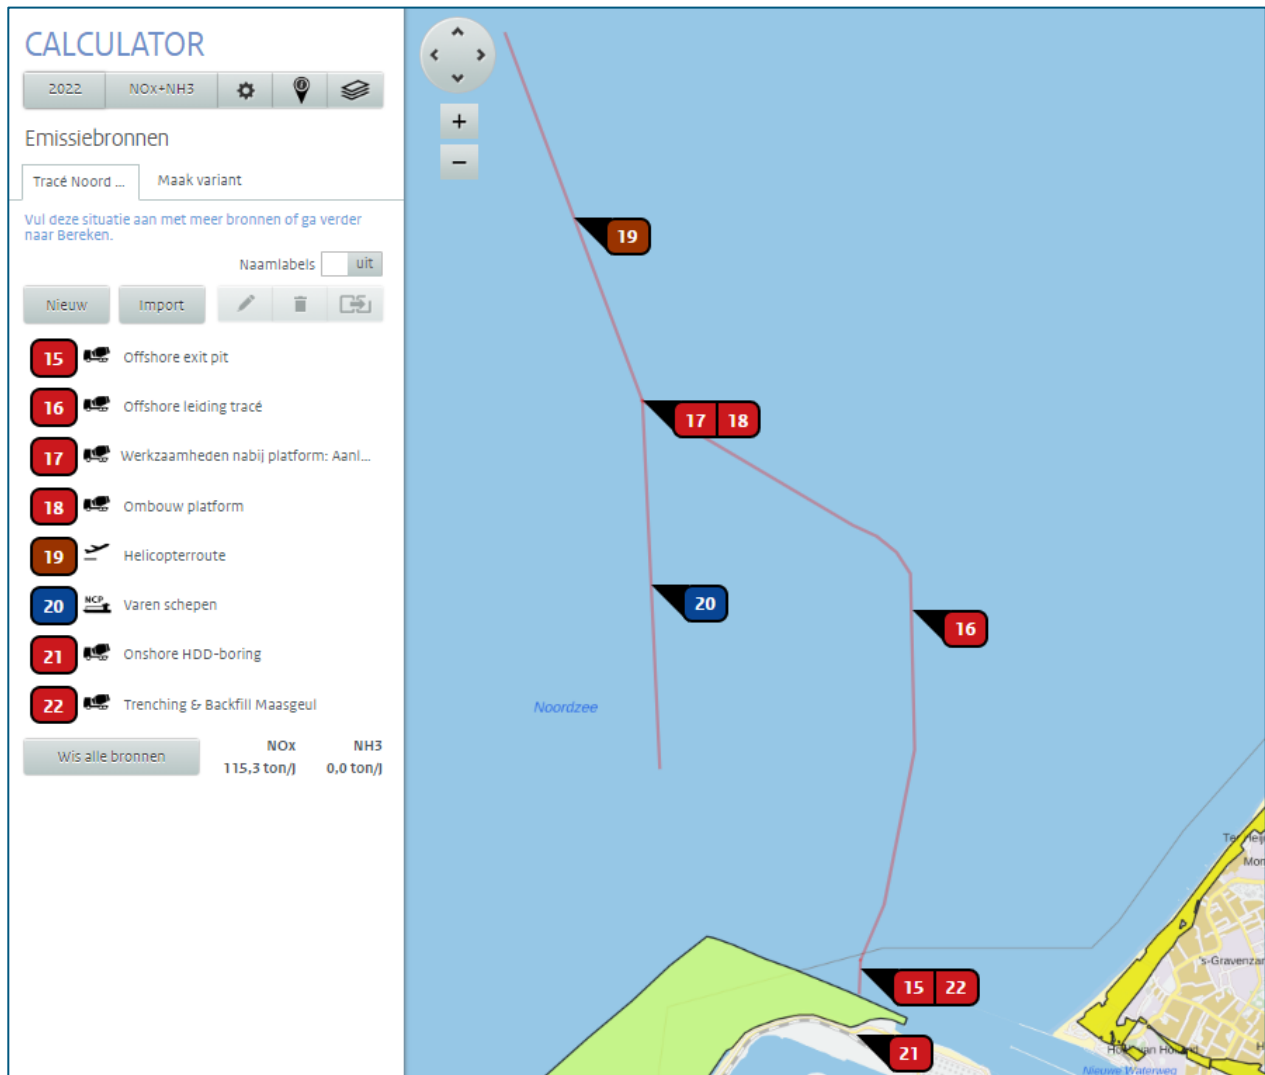 CALCULATOR
2022
NOx+NH3
Emissiebronnen
Tracé Noord ...
Maak variant
Vul deze situatie aan met meer bronnen of ga verder
naar Bereken.
Naamlabels
uit
Nieuw
Import
15 Offshore exit pit
16 Offshore leiding tracé
17 Werkzaamheden nabij platform: Aanl...
18 Ombouw platform
19 Helicopterroute
20 NCP Varen schepen
21 Onshore HDD-boring
22 Trenching & Backfill Maasgeul
Wis alle bronnen
NOx NH3
115,3 ton/j 0,0 ton/j
+
−
19
17 18
20
16
Noordzee
's-Gravenzan
15 22
21
Nieuwe Waterweg